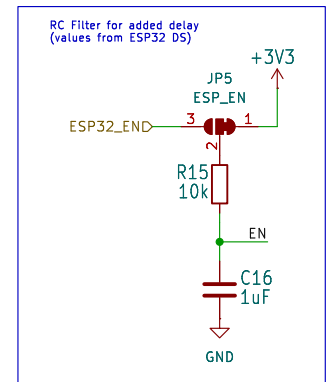 RC Filter for added delay
(values from ESP32 DS)
+3V3
JP5
ESP_EN
ESP32_EN
3
1
2
R15
10k
EN
C16
1uF
GND